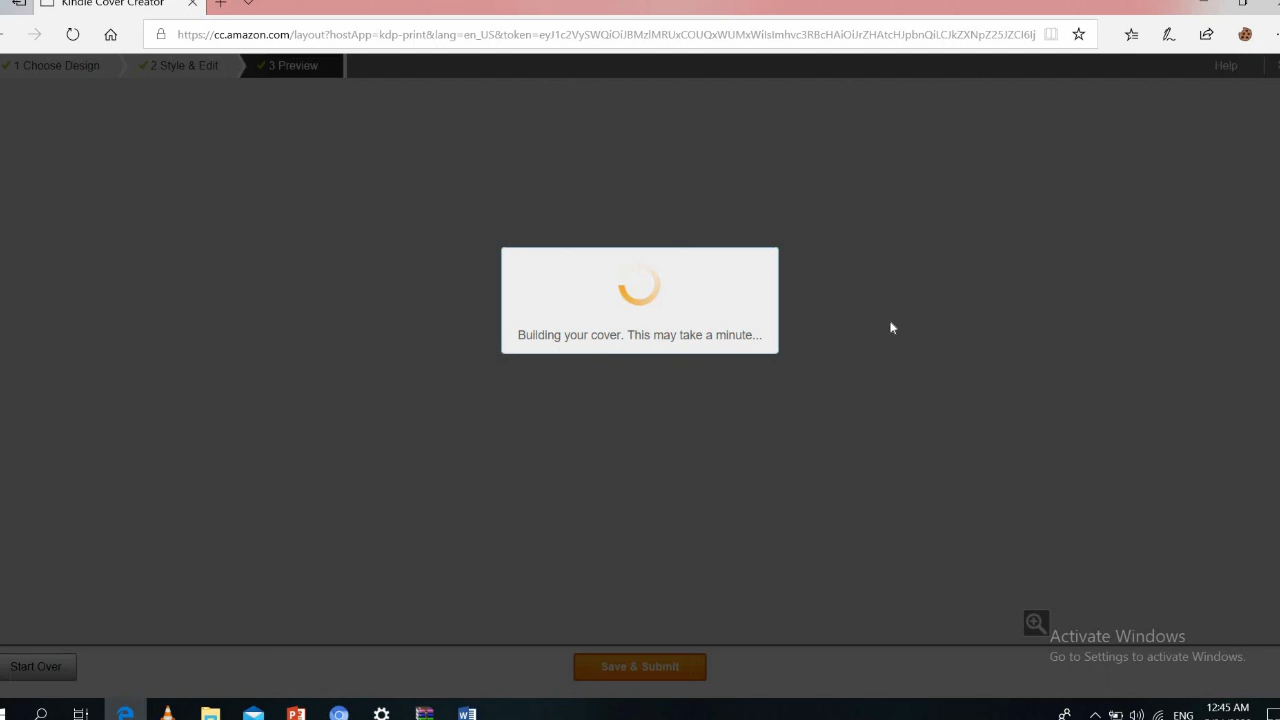 Kindle Cover Creator
https://cc.amazon.com/layout?hostApp=kdp-print&lang=en_US&token=
1 Choose Design
2 Style & Edit
3 Preview
Help
Building your cover. This may take a minute...
Activate Windows
Go to Settings to activate Windows.
Start Over
Save & Submit
ENG
12:45 AM